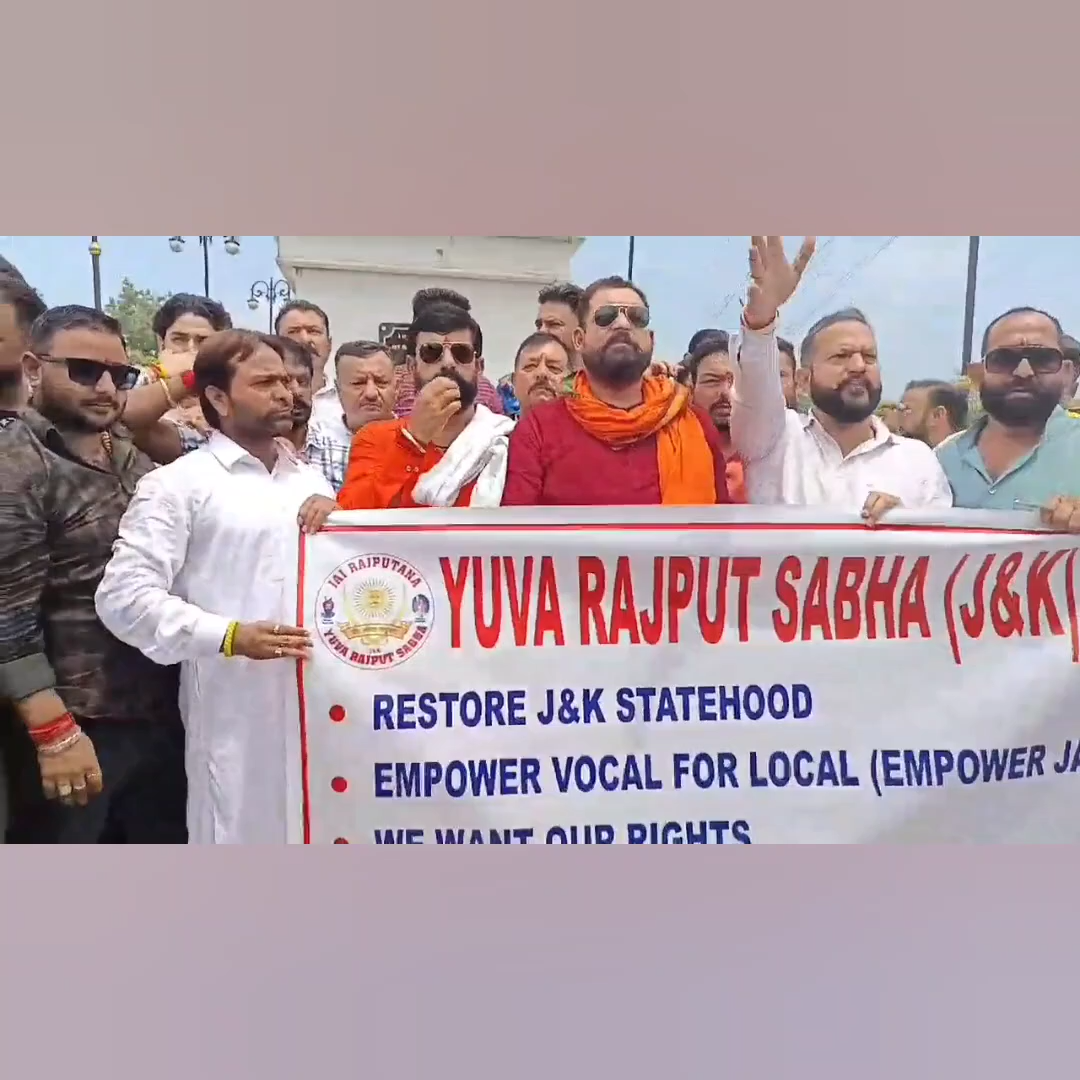 JAI RAJPUTANA
J&K
YUVA RAJPUT SABHA
YUVA RAJPUT SABHA (J&K)
• RESTORE J&K STATEHOOD
• EMPOWER VOCAL FOR LOCAL (EMPOWER JA
• WE WANT OUR RIGHTS